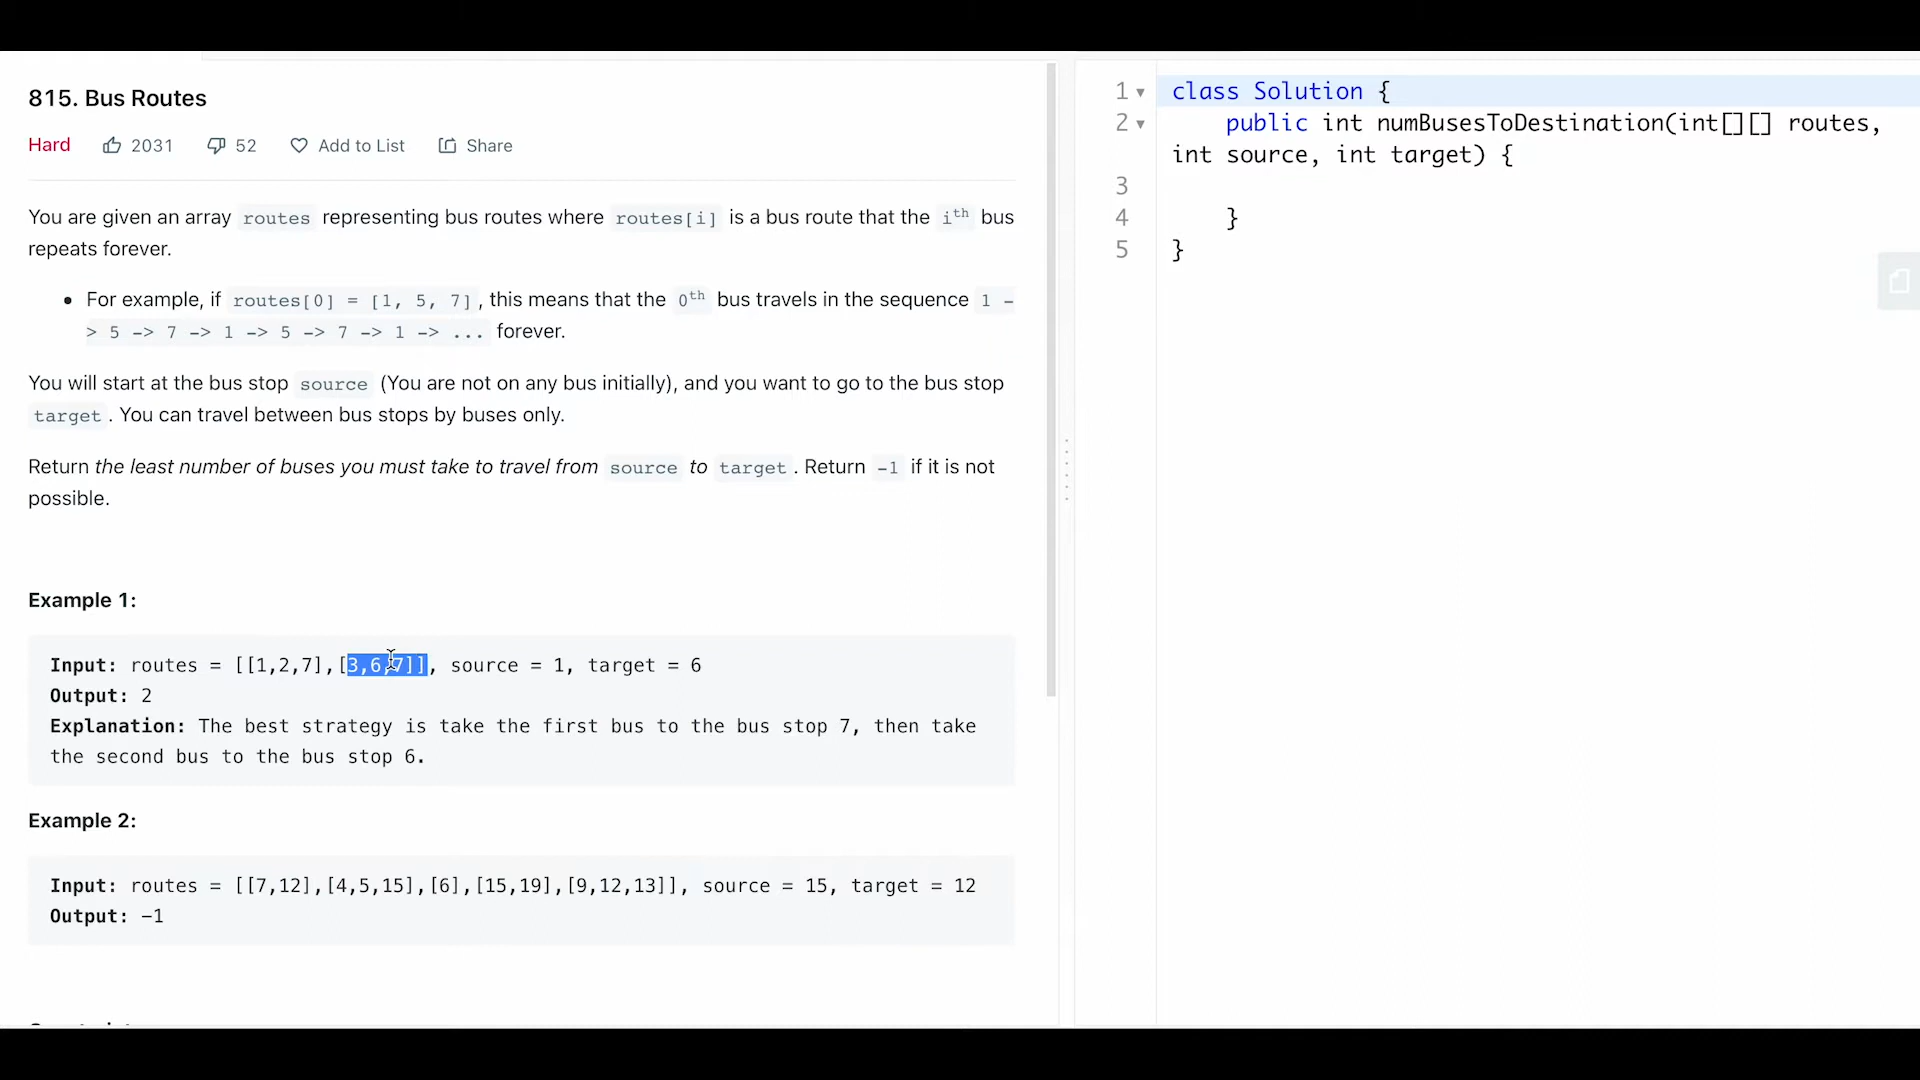 815. Bus Routes
Hard 2031 52 Add to List Share
You are given an array routes representing bus routes where routes[i] is a bus route that the ith bus
repeats forever.
• For example, if routes[0] = [1, 5, 7], this means that the 0th bus travels in the sequence 1 -
> 5 -> 7 -> 1 -> 5 -> 7 -> 1 -> ... forever.
You will start at the bus stop source (You are not on any bus initially), and you want to go to the bus stop
target. You can travel between bus stops by buses only.
Return the least number of buses you must take to travel from source to target. Return -1 if it is not
possible.
Example 1:
Input: routes = [[1,2,7],[3,6,7]], source = 1, target = 6
Output: 2
Explanation: The best strategy is take the first bus to the bus stop 7, then take
the second bus to the bus stop 6.
Example 2:
Input: routes = [[7,12],[4,5,15],[6],[15,19],[9,12,13]], source = 15, target = 12
Output: -1
1 class Solution {
2 public int numBusesToDestination(int[][] routes,
int source, int target) {
3
4 }
5 }